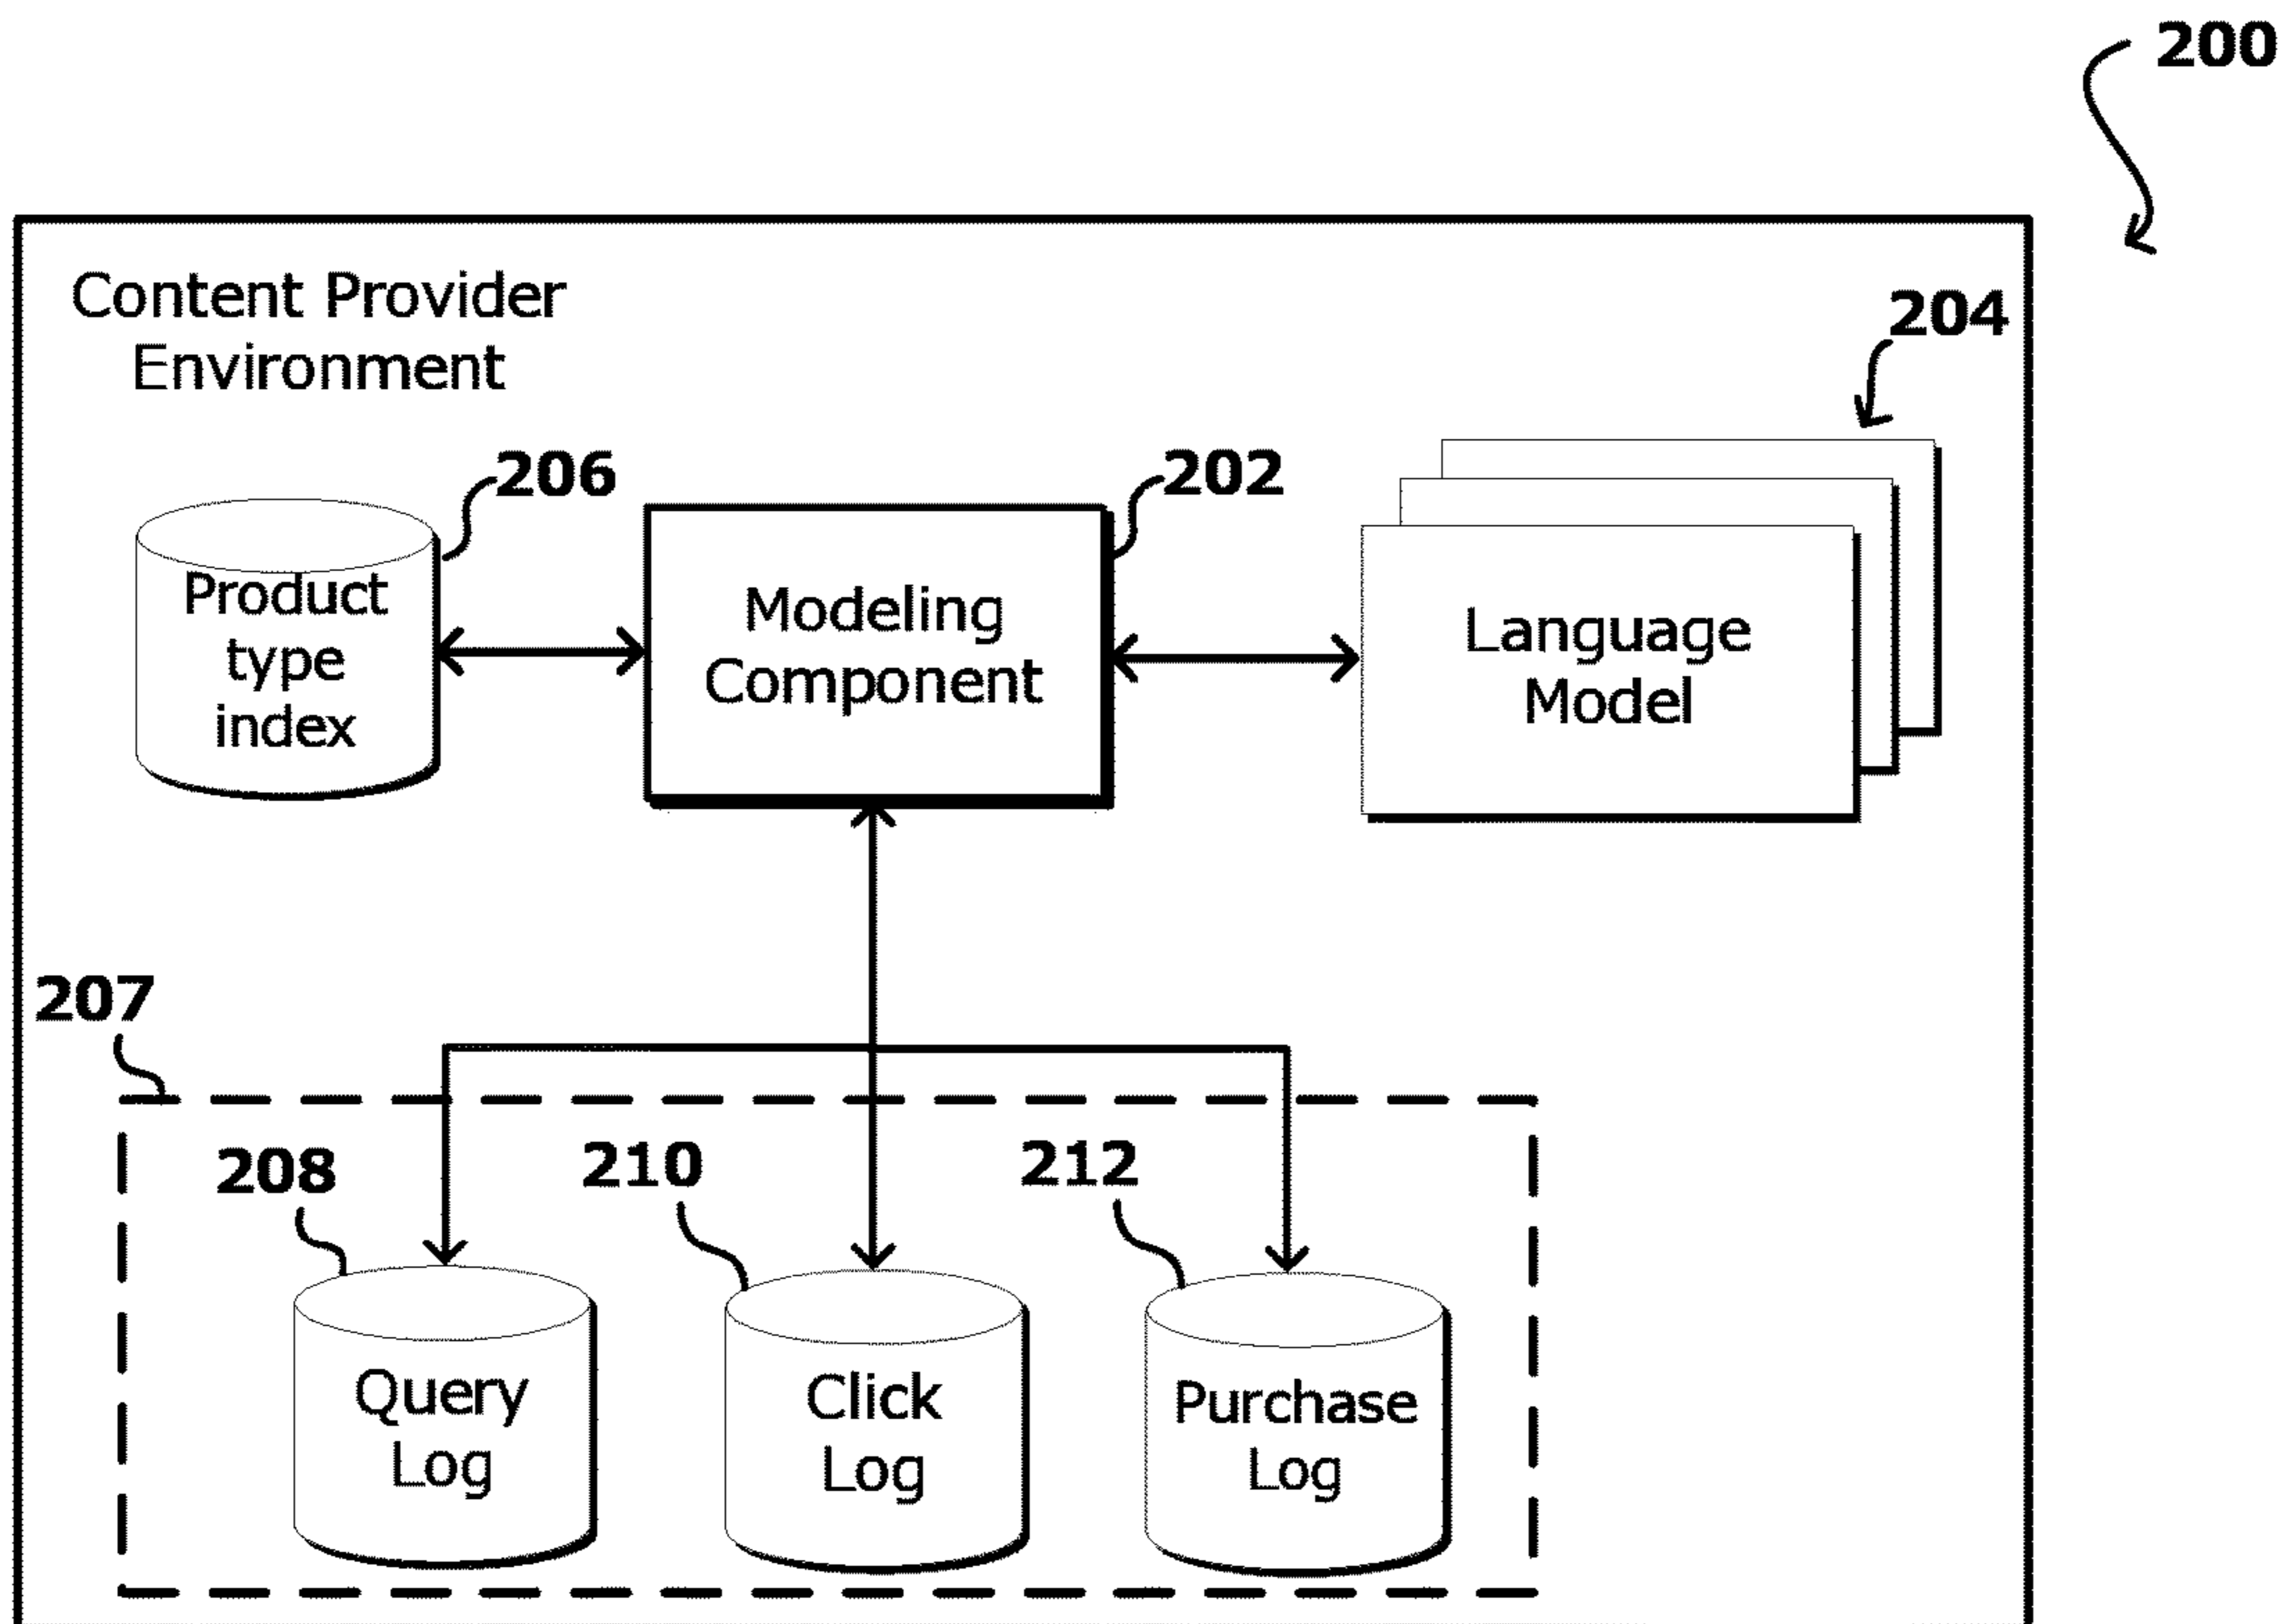 200
Content Provider
Environment
204
206
202
Product
type
index
Modeling
Component
Language
Model
207
208
210
212
Query
Log
Click
Log
Purchase
Log